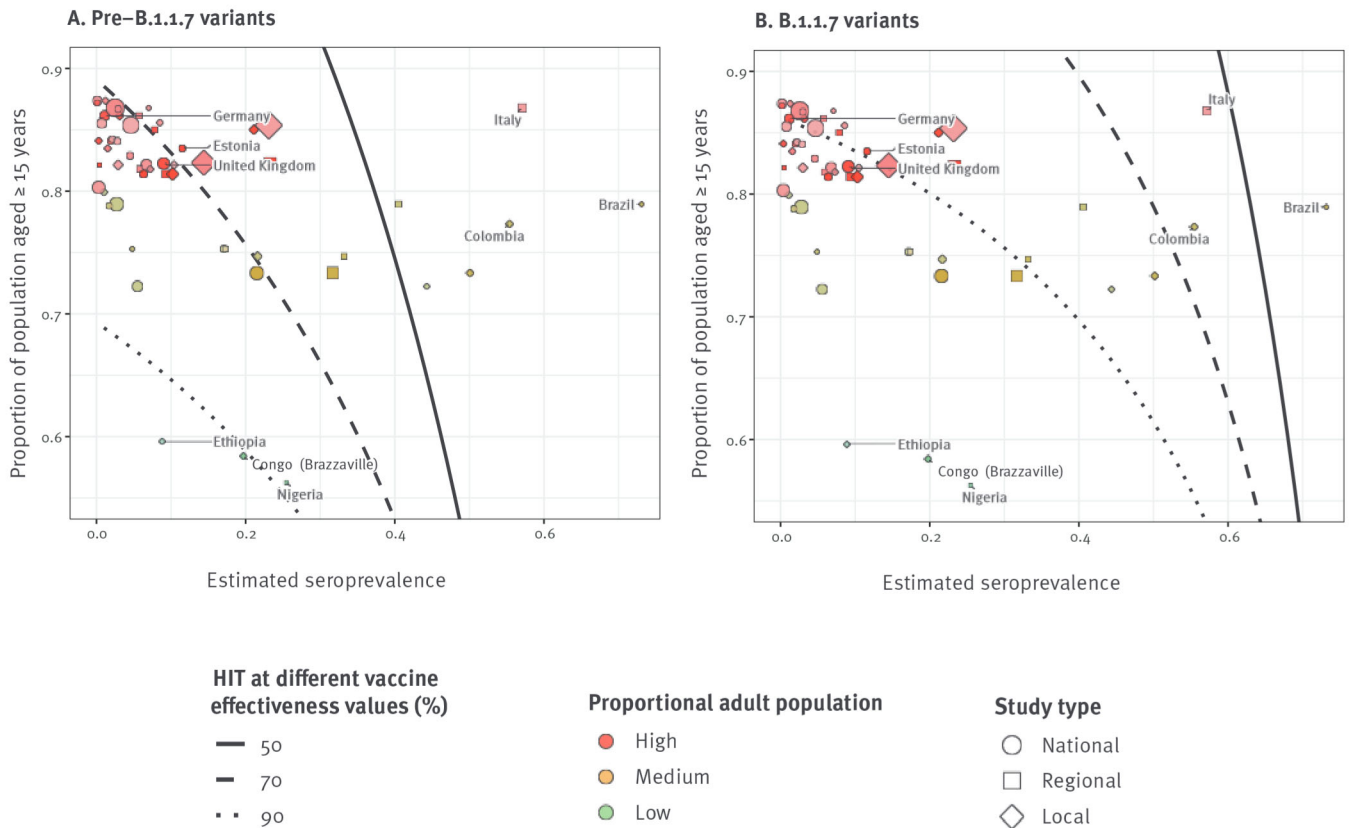 A. Pre–B.1.1.7 variants
0.9
0.8
0.7
0.6
Proportion of population aged ≥ 15 years
Germany
Estonia
United Kingdom
Italy
Brazil
Colombia
Ethiopia
Congo (Brazzaville)
Nigeria
0.0
0.2
0.4
0.6
Estimated seroprevalence
B. B.1.1.7 variants
0.9
0.8
0.7
0.6
Proportion of population aged ≥ 15 years
Germany
Estonia
United Kingdom
Italy
Brazil
Colombia
Ethiopia
Congo (Brazzaville)
Nigeria
0.0
0.2
0.4
0.6
Estimated seroprevalence
HIT at different vaccine
effectiveness values (%)
50
70
90
Proportional adult population
High
Medium
Low
Study type
National
Regional
Local